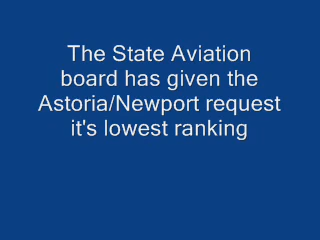 The State Aviation
board has given the
Astoria/Newport request
it's lowest ranking